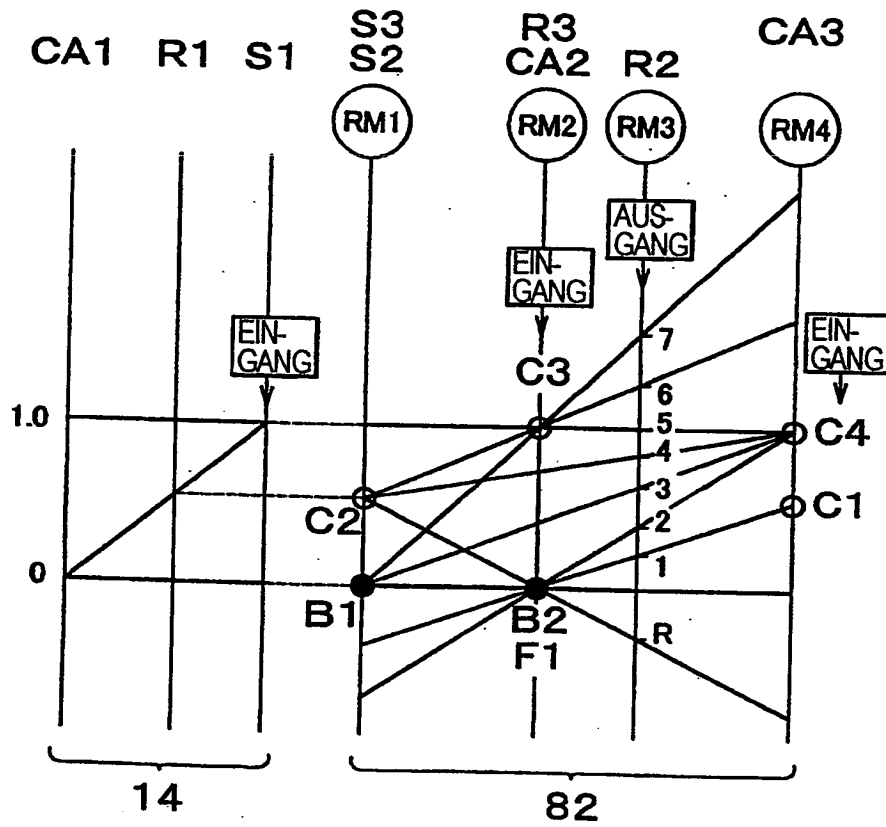 S3 R3 CA3
CA1 R1 S1 S2 CA2 R2
RM1 RM2 RM3 RM4
AUS-
GANG
EIN-
GANG
EIN-
GANG
EIN-
GANG
7
C3
6
1.0
5
C4
4
3
C2
C1
2
1
0
B1
B2
R
F1
14
82